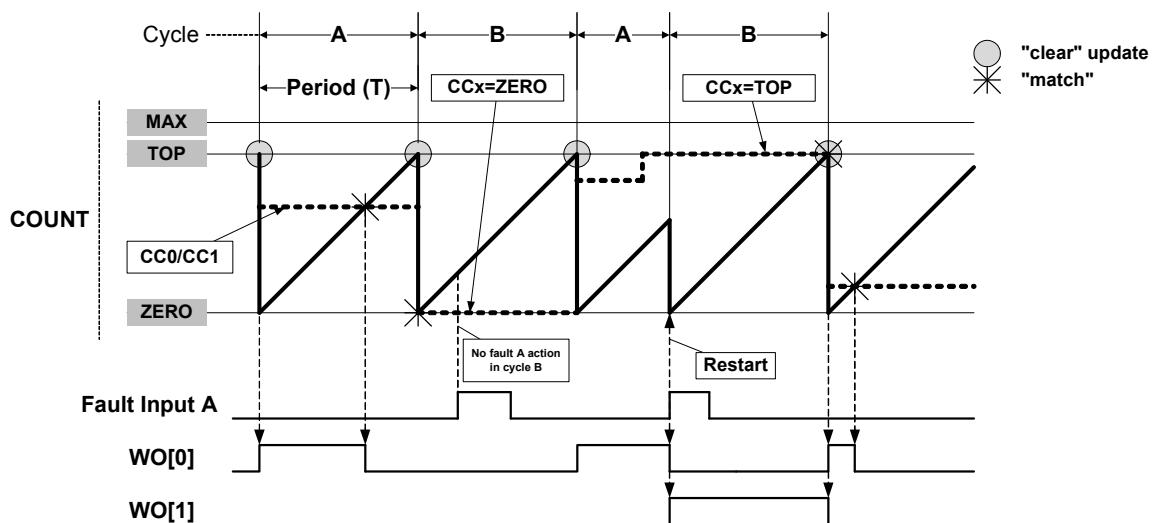 Cycle
A
B
A
B
"clear" update
"match"
Period (T)
CCx=ZERO
CCx=TOP
MAX
TOP
COUNT
CC0/CC1
ZERO
No fault A action
in cycle B
Restart
Fault Input A
WO[0]
WO[1]